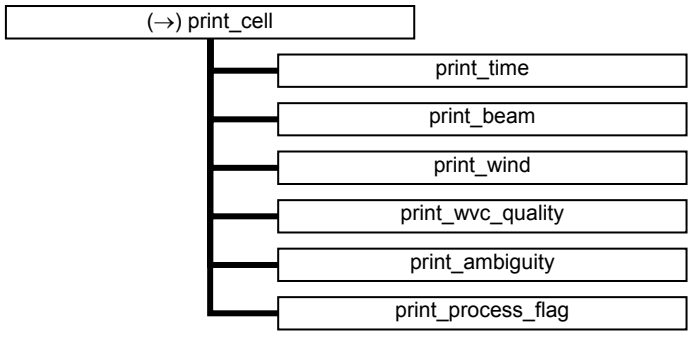 (→) print_cell
print_time
print_beam
print_wind
print_wvc_quality
print_ambiguity
print_process_flag